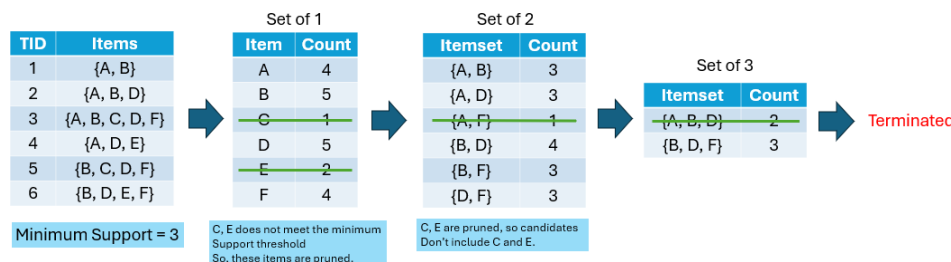 Set of 1
Set of 2
Set of 3
TID Items
1 {A, B}
2 {A, B, D}
3 {A, B, C, D, F}
4 {A, D, E}
5 {B, C, D, F}
6 {B, D, E, F}
Minimum Support = 3
Item Count
A 4
B 5
C 1
D 5
E 2
F 4
C, E does not meet the minimum
Support threshold
So, these items are pruned.
Itemset Count
{A, B} 3
{A, D} 3
{A, F} 1
{B, D} 4
{B, F} 3
{D, F} 3
C, E are pruned, so candidates
Don't include C and E.
Itemset Count
{A, B, D} 2
{B, D, F} 3
Terminated